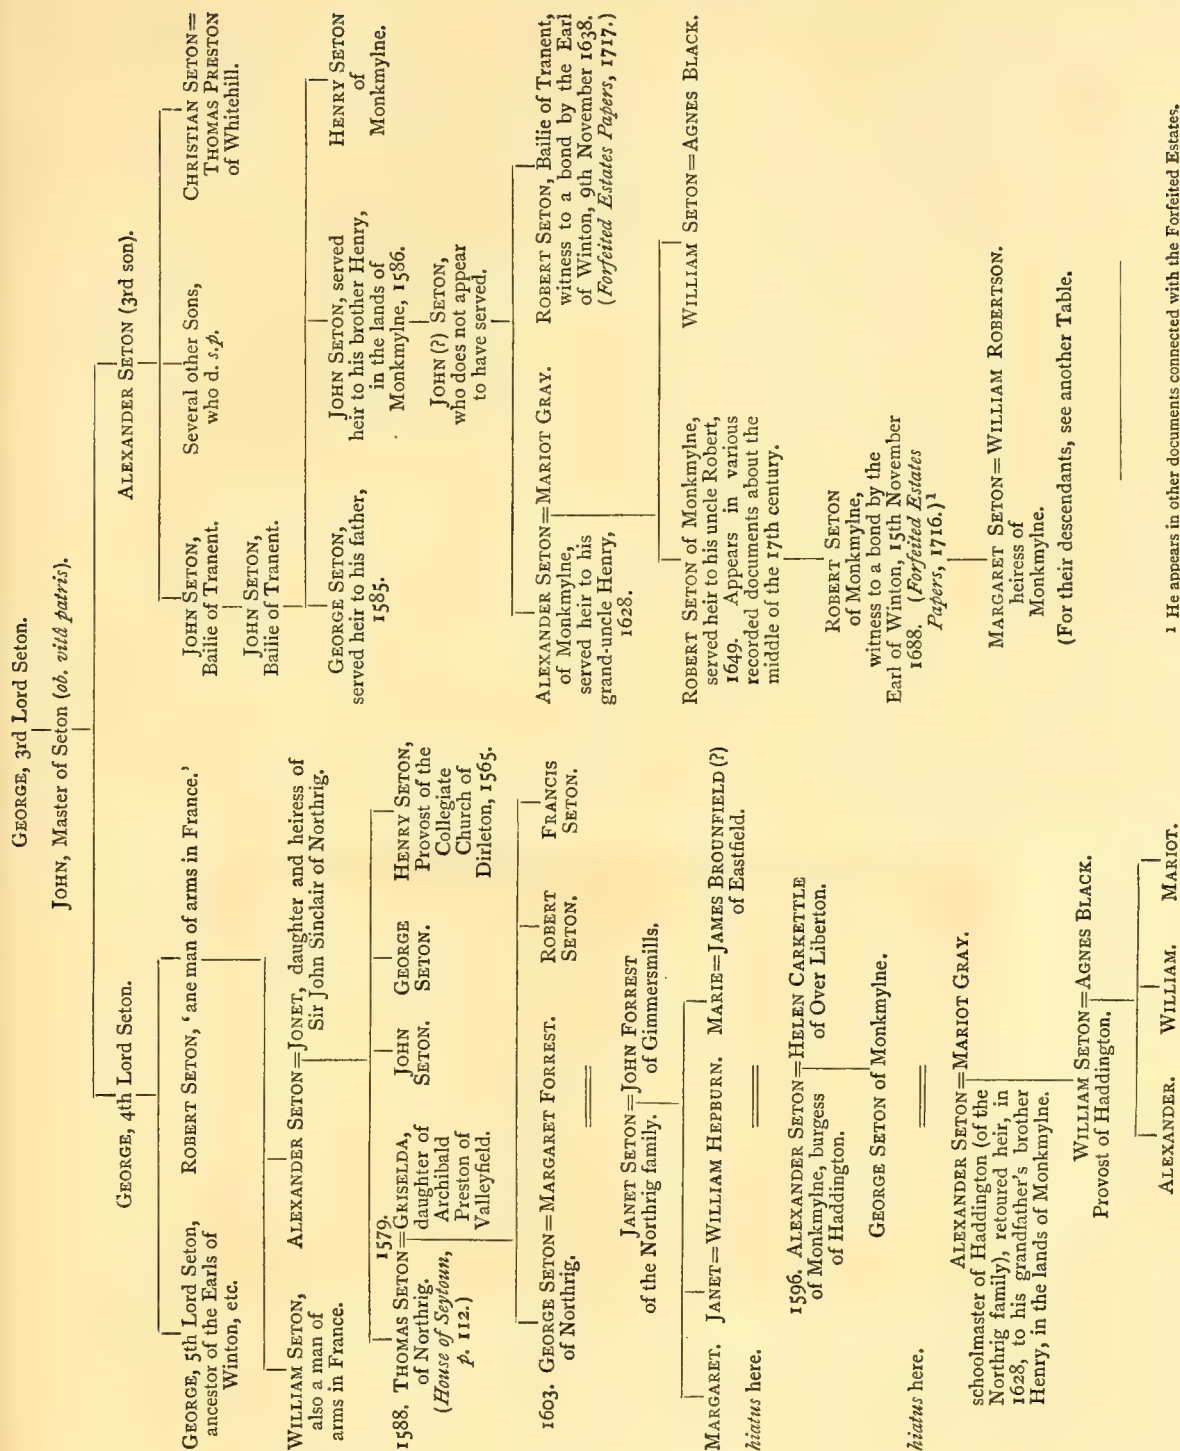 GEORGE, 3rd Lord Seton.
JOHN, Master of Seton (ob. vitâ patris).
GEORGE, 4th Lord Seton.
ALEXANDER SETON (3rd son).
GEORGE, 5th Lord Seton,
ancestor of the Earls of
Winton, etc.
ROBERT SETON, ‘ane man of arms in France.’
JOHN SETON,
Bailie of Tranent.
Several other Sons,
who d. s.p.
CHRISTIAN SETON=
THOMAS PRESTON
of Whitehill.
JOHN SETON,
Bailie of Tranent.
WILLIAM SETON,
also a man of
arms in France.
ALEXANDER SETON=JONET, daughter and heiress of
Sir John Sinclair of Northrig.
GEORGE SETON,
served heir to his father,
1585.
JOHN SETON, served
heir to his brother Henry,
in the lands of
Monkmylne, 1586.
HENRY SETON
of
Monkmylne.
1579.
1588. THOMAS SETON=GRISELDA,
of Northrig.
(House of Seytoun,
p. 112.)
daughter of
Archibald
Preston of
Valleyfield.
JOHN
SETON.
GEORGE
SETON.
HENRY SETON,
Provost of the
Collegiate
Church of
Dirleton, 1565.
JOHN (?) SETON,
who does not appear
to have served.
1603. GEORGE SETON=MARGARET FORREST.
of Northrig.
ROBERT
SETON.
FRANCIS
SETON.
ALEXANDER SETON=MARIOT GRAY.
of Monkmylne,
served heir to his
grand-uncle Henry,
1628.
ROBERT SETON, Bailie of Tranent,
witness to a bond by the Earl
of Winton, 9th November 1638.
(Forfeited Estates Papers, 1717.)
JANET SETON=JOHN FORREST
of the Northrig family.
of Gimmersmills.
ROBERT SETON of Monkmylne,
served heir to his uncle Robert,
1649. Appears in various
recorded documents about the
middle of the 17th century.
WILLIAM SETON=AGNES BLACK.
MARGARET.
JANET=WILLIAM HEPBURN.
MARIE=JAMES BROUNFIELD (?)
of Eastfield.
hiatus here.
1596. ALEXANDER SETON=HELEN CARKETTLE
of Monkmylne, burgess
of Haddington.
of Over Liberton.
ROBERT SETON
of Monkmylne,
witness to a bond by the
Earl of Winton, 15th November
1688. (Forfeited Estates
Papers, 1716.)1
GEORGE SETON of Monkmylne.
hiatus here.
ALEXANDER SETON=MARIOT GRAY.
schoolmaster of Haddington (of the
Northrig family), retoured heir, in
1628, to his grandfather's brother
Henry, in the lands of Monkmylne.
MARGARET SETON=WILLIAM ROBERTSON.
heiress of
Monkmylne.
(For their descendants, see another Table.)
WILLIAM SETON=AGNES BLACK.
Provost of Haddington.
ALEXANDER.
WILLIAM.
MARIOT.
1 He appears in other documents connected with the Forfeited Estates.